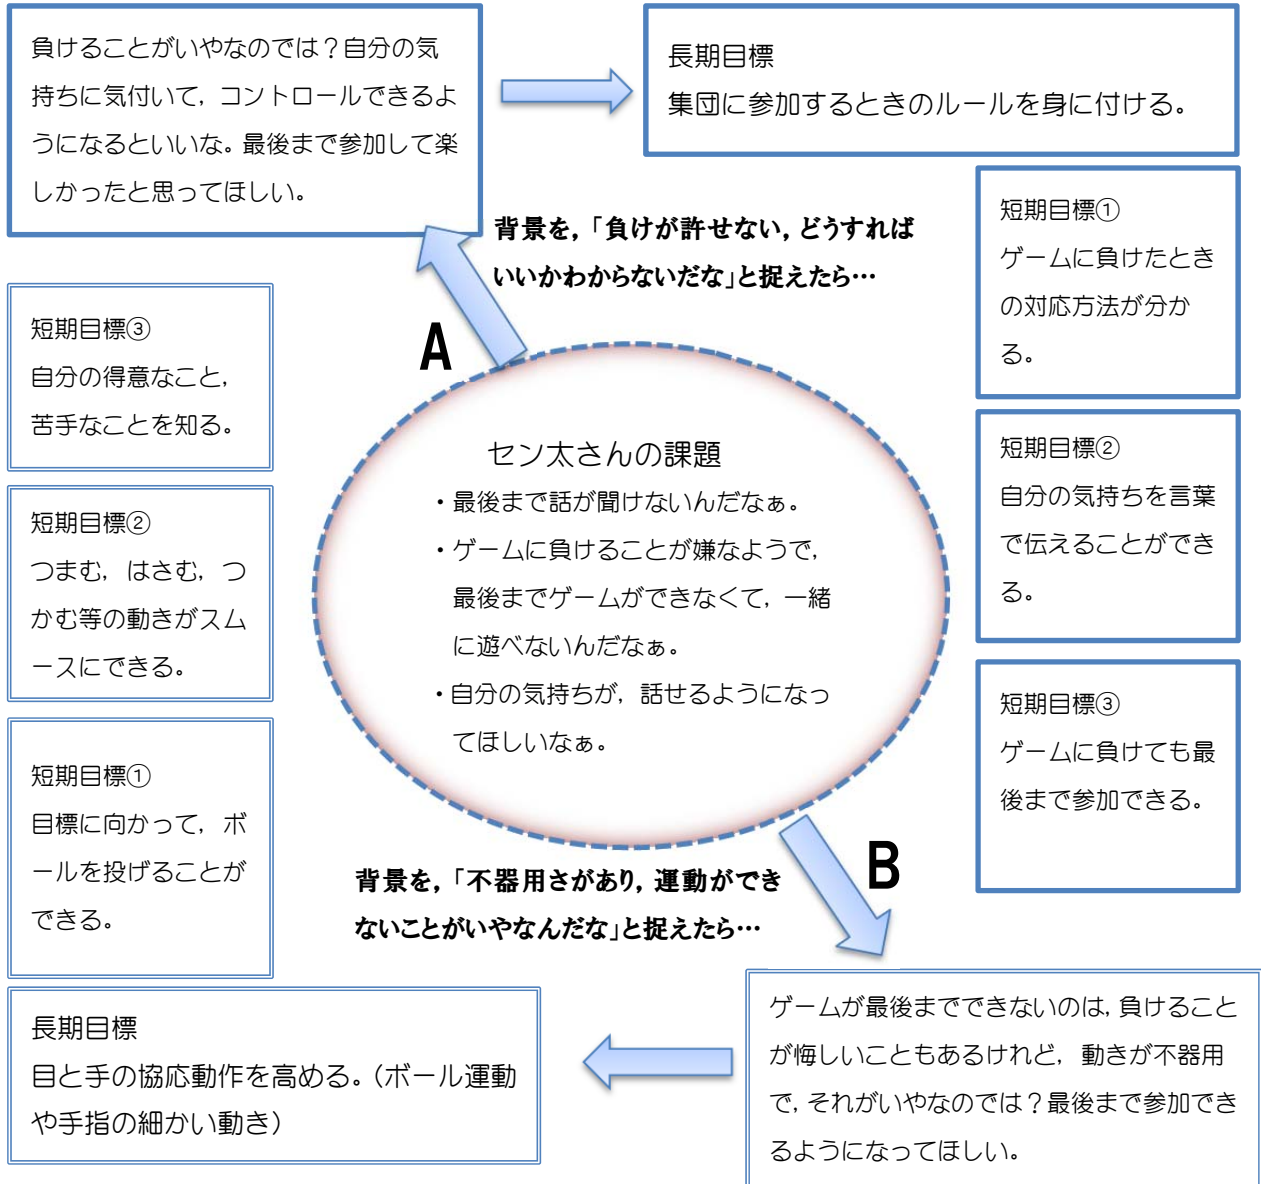 負けることがいやなのでは？自分の気
持ちに気付いて，コントロールできるよ
うになるといいな。最後まで参加して楽
しかったと思ってほしい。
長期目標
集団に参加するときのルールを身に付ける。
背景を，「負けが許せない，どうすれば
いいかわからないだな」と捉えたら…
A
短期目標①
ゲームに負けたとき
の対応方法が分か
る。
短期目標②
自分の気持ちを言葉
で伝えることができ
る。
短期目標③
ゲームに負けても最
後まで参加できる。
セン太さんの課題
・最後まで話が聞けないんだなぁ。
・ゲームに負けることが嫌なようで，
最後までゲームができなくて，一緒
に遊べないんだなぁ。
・自分の気持ちが，話せるようになっ
てほしいなぁ。
B
背景を，「不器用さがあり，運動ができ
ないことがいやなんだな」と捉えたら…
ゲームが最後までできないのは，負けること
が悔しいこともあるけれど，動きが不器用
で，それがいやなのでは？最後まで参加でき
るようになってほしい。
長期目標
目と手の協応動作を高める。（ボール運動
や手指の細かい動き）
短期目標①
目標に向かって，ボ
ールを投げることが
できる。
短期目標②
つまむ，はさむ，つ
かむ等の動きがスム
ースにできる。
短期目標③
自分の得意なこと，
苦手なことを知る。